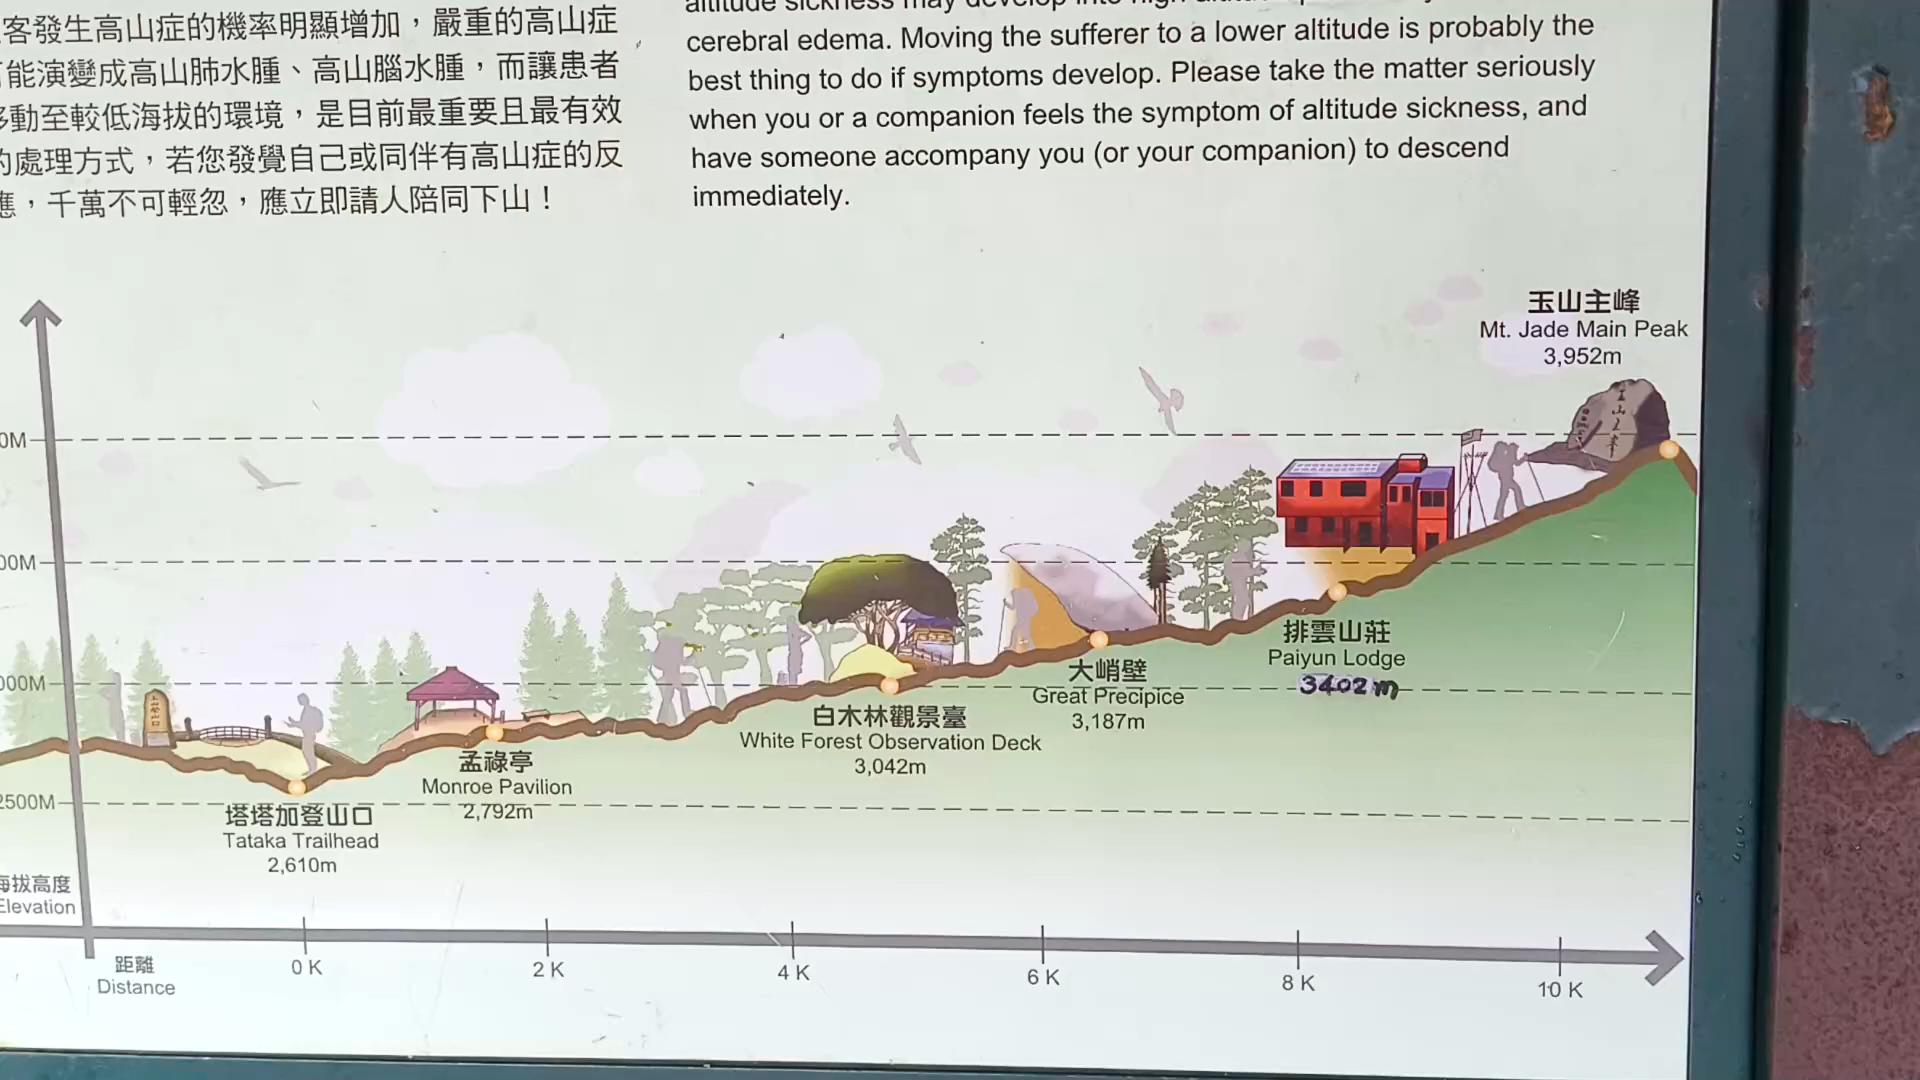 客發生高山症的機率明顯增加，嚴重的高山症
能演變成高山肺水腫、高山腦水腫，而讓患者
移動至較低海拔的環境，是目前最重要且最有效
的處理方式，若您發覺自己或同伴有高山症的反
應，千萬不可輕忽，應立即請人陪同下山！
cerebral edema. Moving the sufferer to a lower altitude is probably the
best thing to do if symptoms develop. Please take the matter seriously
when you or a companion feels the symptom of altitude sickness, and
have someone accompany you (or your companion) to descend
immediately.
玉山主峰
Mt. Jade Main Peak
3,952m
0M
00M
排雲山莊
Paiyun Lodge
3402m
大峭壁
Great Precipice
3,187m
000M
白木林觀景臺
White Forest Observation Deck
3,042m
孟祿亭
Monroe Pavilion
2,792m
2500M
塔塔加登山口
Tataka Trailhead
2,610m
海拔高度
Elevation
距離
Distance
0 K
2 K
4 K
6 K
8 K
10 K